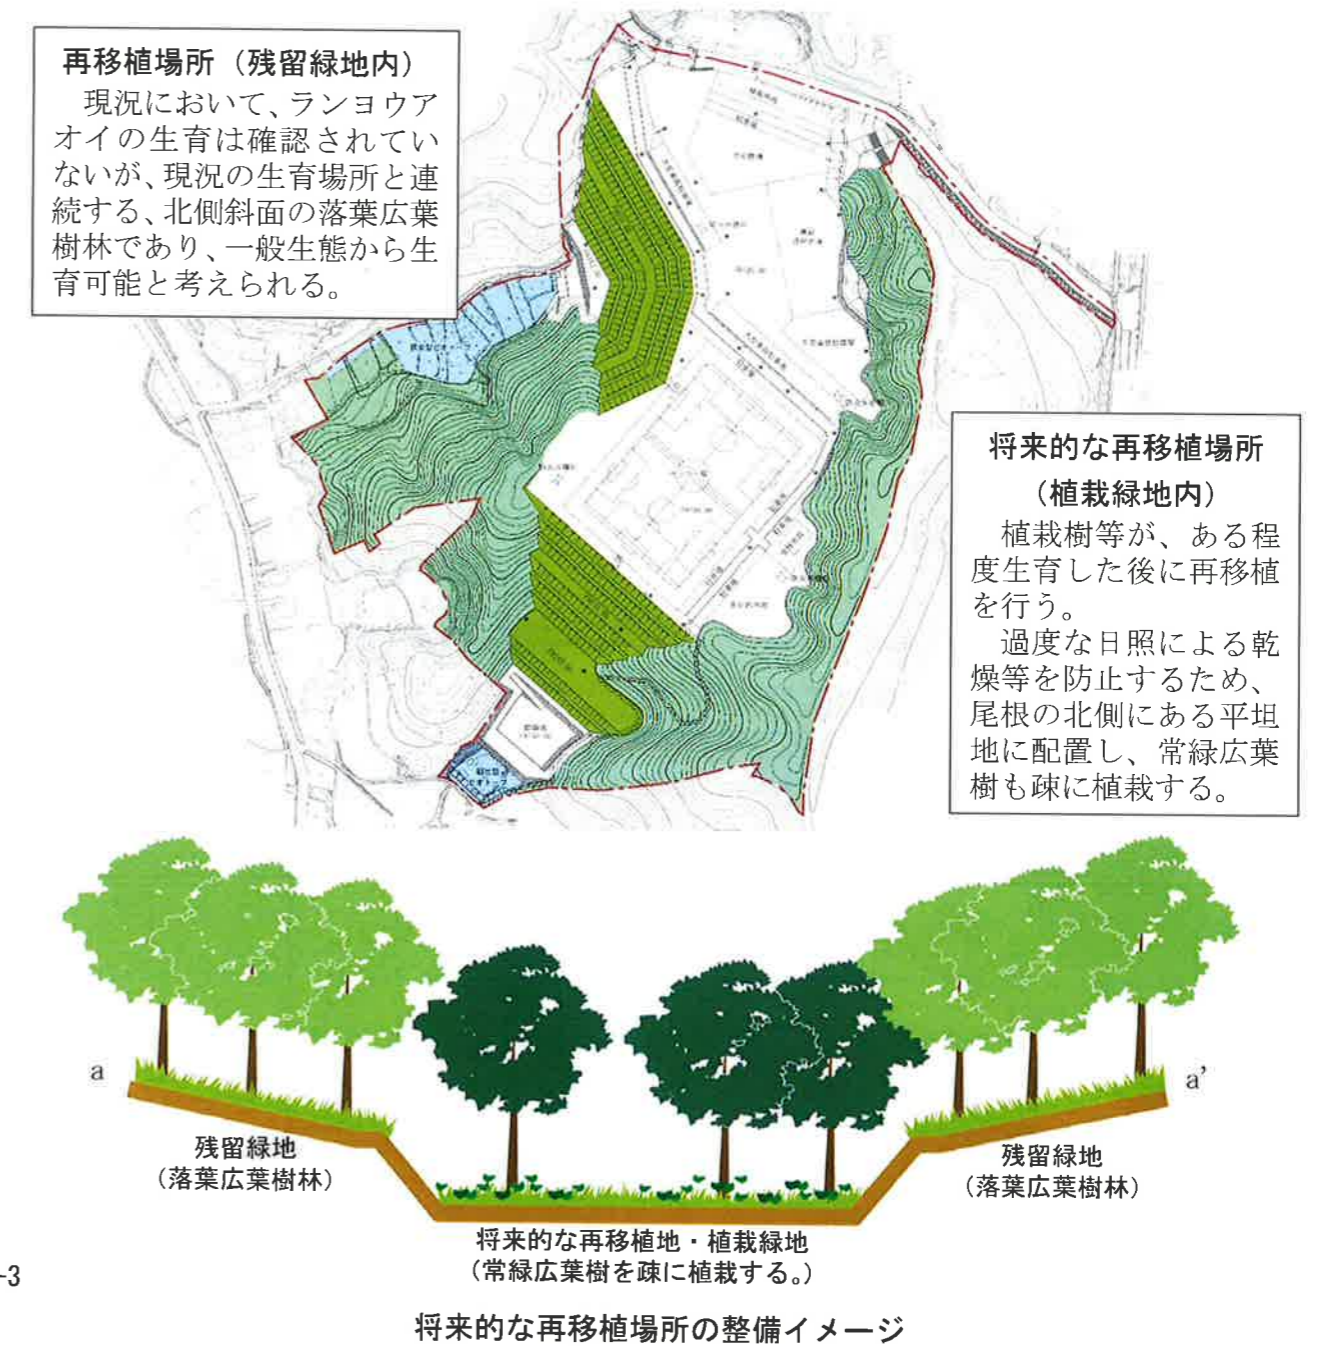 再移植場所（残留緑地内）
現況において、ランヨウア
オイの生育は確認されてい
ないが、現況の生育場所と連
続する、北側斜面の落葉広葉
樹林であり、一般生態から生
育可能と考えられる。
将来的な再移植場所
（植栽緑地内）
植栽樹等が、ある程
度生育した後に再移植
を行う。
過度な日照による乾
燥等を防止するため、
尾根の北側にある平坦
地に配置し、常緑広葉
樹も疎に植栽する。
a
a’
残留緑地
（落葉広葉樹林）
残留緑地
（落葉広葉樹林）
将来的な再移植地・植栽緑地
（常緑広葉樹を疎に植栽する。）
-3
将来的な再移植場所の整備イメージ